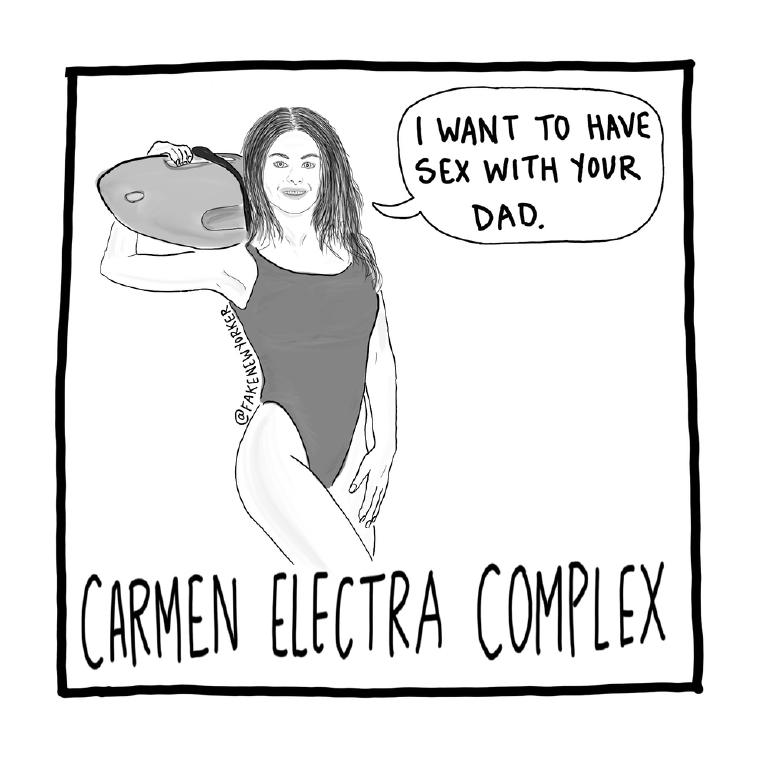 I WANT TO HAVE
SEX WITH YOUR
DAD.
@FAKENEWYORKER
CARMEN ELECTRA COMPLEX